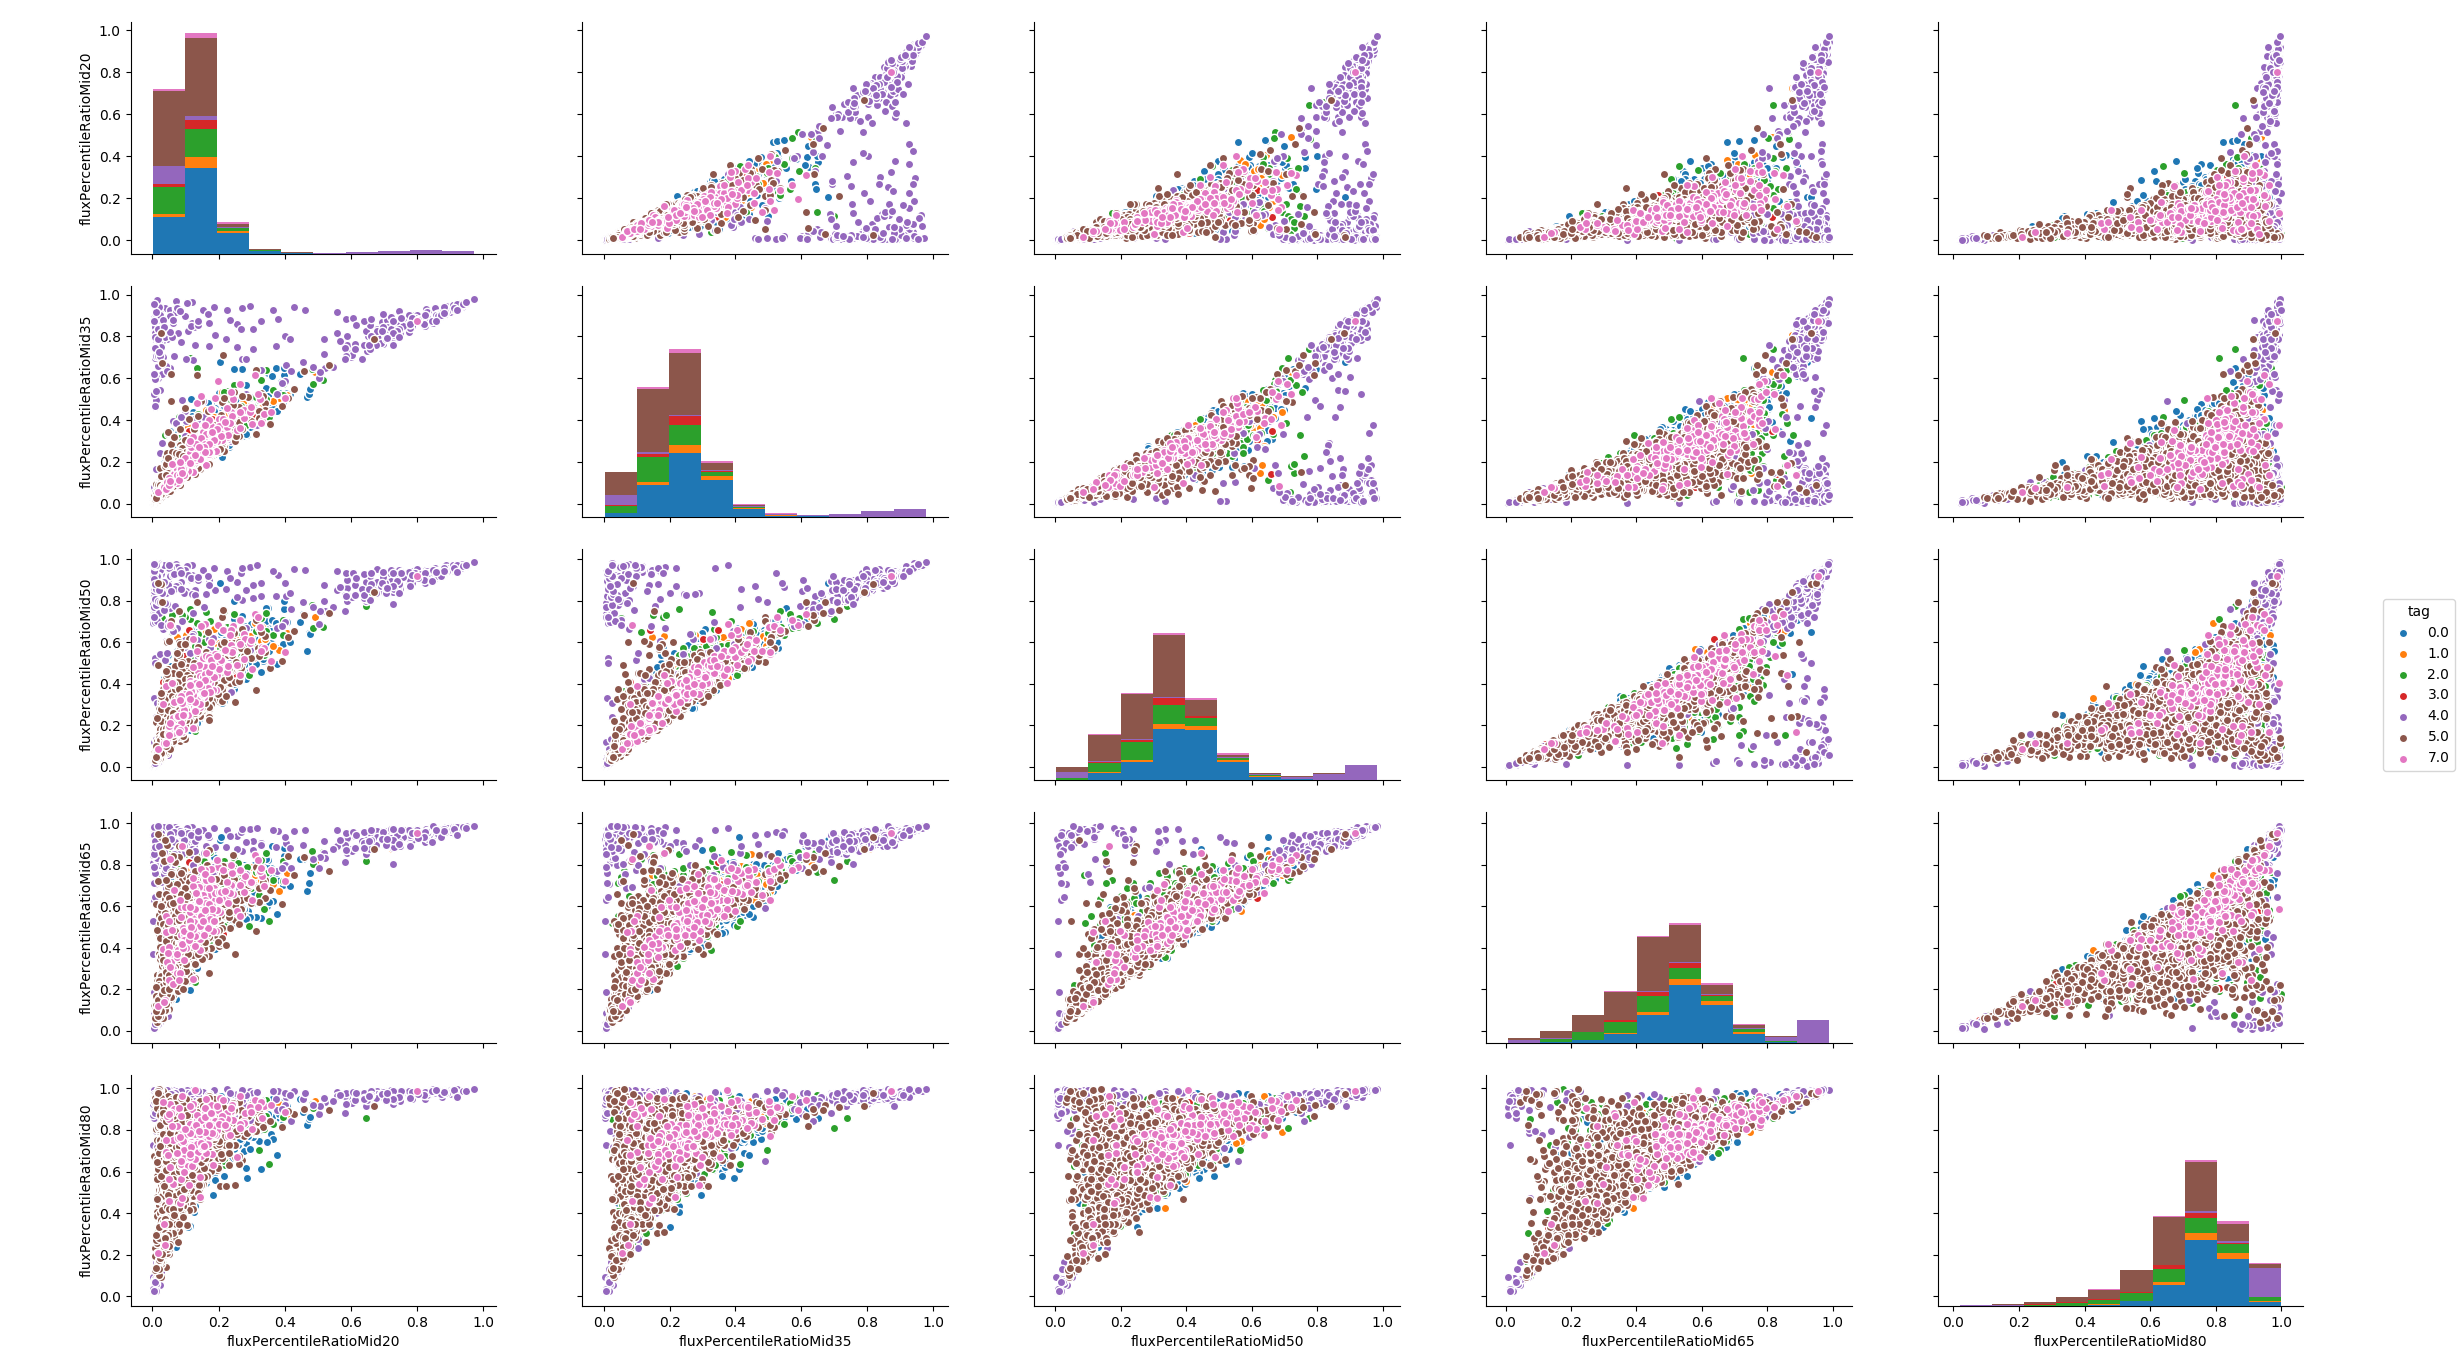 fluxPercentileRatioMid20
1.0
0.8
0.6
0.4
0.2
0.0
fluxPercentileRatioMid35
1.0
0.8
0.6
0.4
0.2
0.0
fluxPercentileRatioMid50
1.0
0.8
0.6
0.4
0.2
0.0
tag
0.0
1.0
2.0
3.0
4.0
5.0
7.0
fluxPercentileRatioMid65
1.0
0.8
0.6
0.4
0.2
0.0
fluxPercentileRatioMid80
1.0
0.8
0.6
0.4
0.2
0.0
0.0 0.2 0.4 0.6 0.8 1.0
fluxPercentileRatioMid20
0.0 0.2 0.4 0.6 0.8 1.0
fluxPercentileRatioMid35
0.0 0.2 0.4 0.6 0.8 1.0
fluxPercentileRatioMid50
0.0 0.2 0.4 0.6 0.8 1.0
fluxPercentileRatioMid65
0.0 0.2 0.4 0.6 0.8 1.0
fluxPercentileRatioMid80